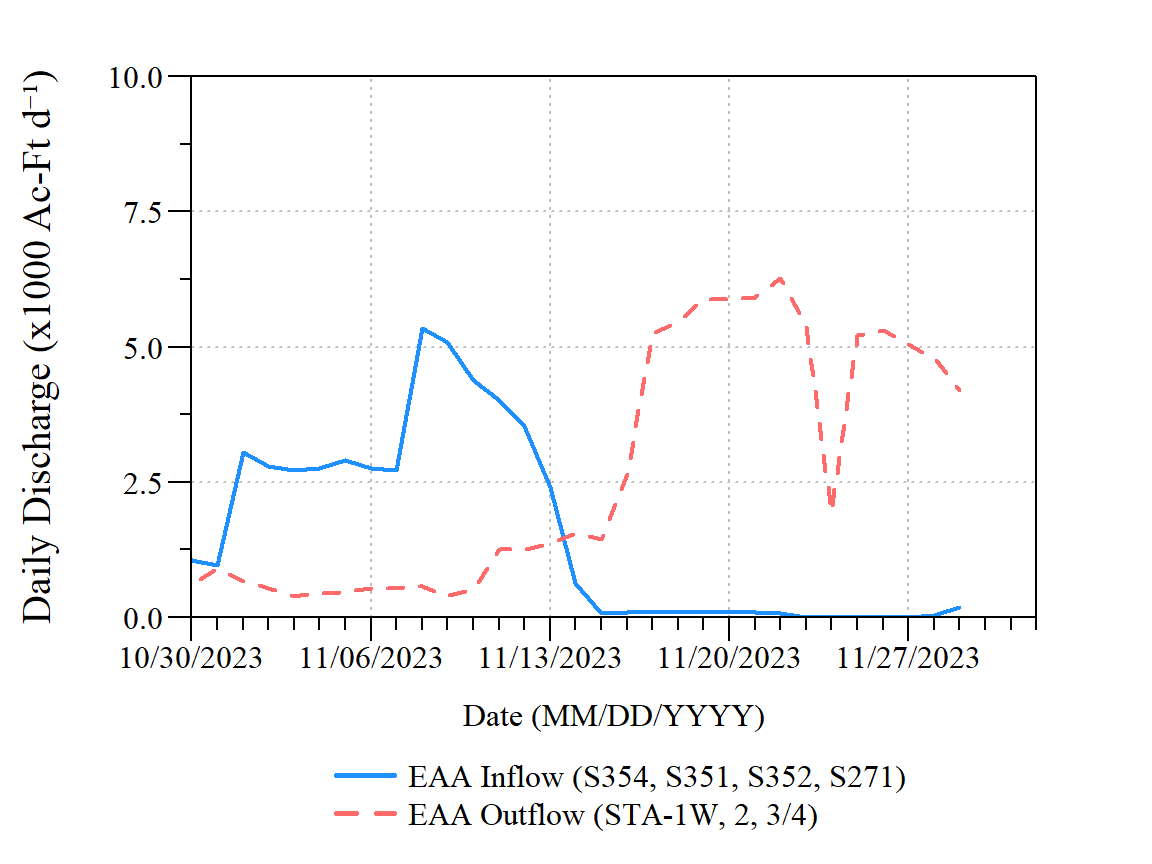 Daily Discharge (x1000 Ac-Ft d⁻¹)
10.0
7.5
5.0
2.5
0.0
10/30/2023 11/06/2023 11/13/2023 11/20/2023 11/27/2023
Date (MM/DD/YYYY)
EAA Inflow (S354, S351, S352, S271)
EAA Outflow (STA-1W, 2, 3/4)